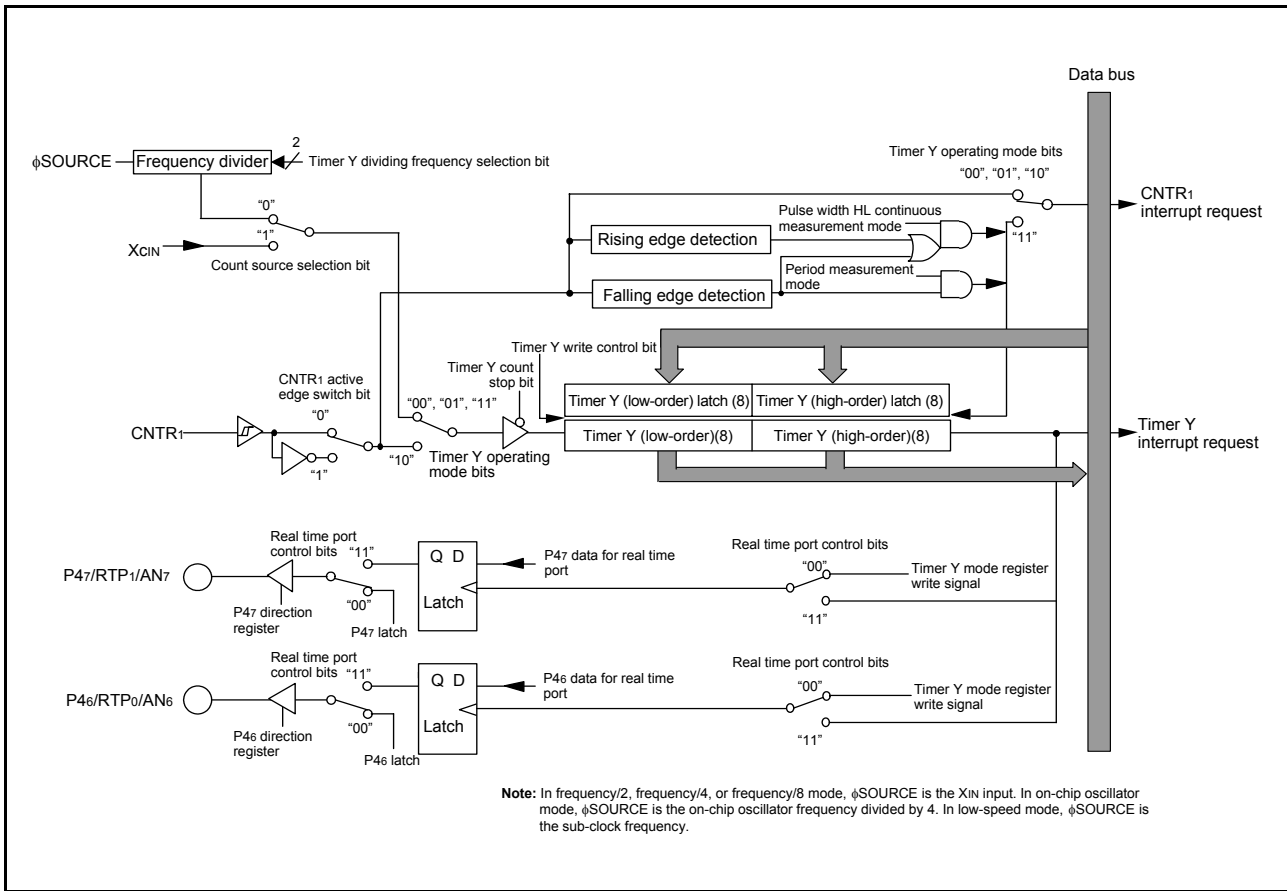 Data bus
2
φSOURCE
Frequency divider
Timer Y dividing frequency selection bit
Timer Y operating mode bits
“00”, “01”, “10”
CNTR1
interrupt request
“0”
“1”
XCIN
Count source selection bit
Rising edge detection
Pulse width HL continuous
measurement mode
“11”
Period measurement
mode
Falling edge detection
Timer Y write control bit
Timer Y count
stop bit
CNTR1 active
edge switch bit
“00”, “01”, “11”
Timer Y (low-order) latch (8)
Timer Y (high-order) latch (8)
“0”
CNTR1
Timer Y (low-order)(8)
Timer Y (high-order)(8)
Timer Y
interrupt request
“1”
“10”
Timer Y operating
mode bits
Real time port
control bits
“11”
Q D
P47 data for real time
port
Real time port control bits
“00”
Timer Y mode register
write signal
P47/RTP1/AN7
“00”
Latch
P47 direction
register
P47 latch
“11”
Real time port
control bits
“11”
Q D
P46 data for real time
port
Real time port control bits
“00”
Timer Y mode register
write signal
P46/RTP0/AN6
“00”
Latch
P46 direction
register
P46 latch
“11”
Note: In frequency/2, frequency/4, or frequency/8 mode, φSOURCE is the XIN input. In on-chip oscillator
mode, φSOURCE is the on-chip oscillator frequency divided by 4. In low-speed mode, φSOURCE is
the sub-clock frequency.